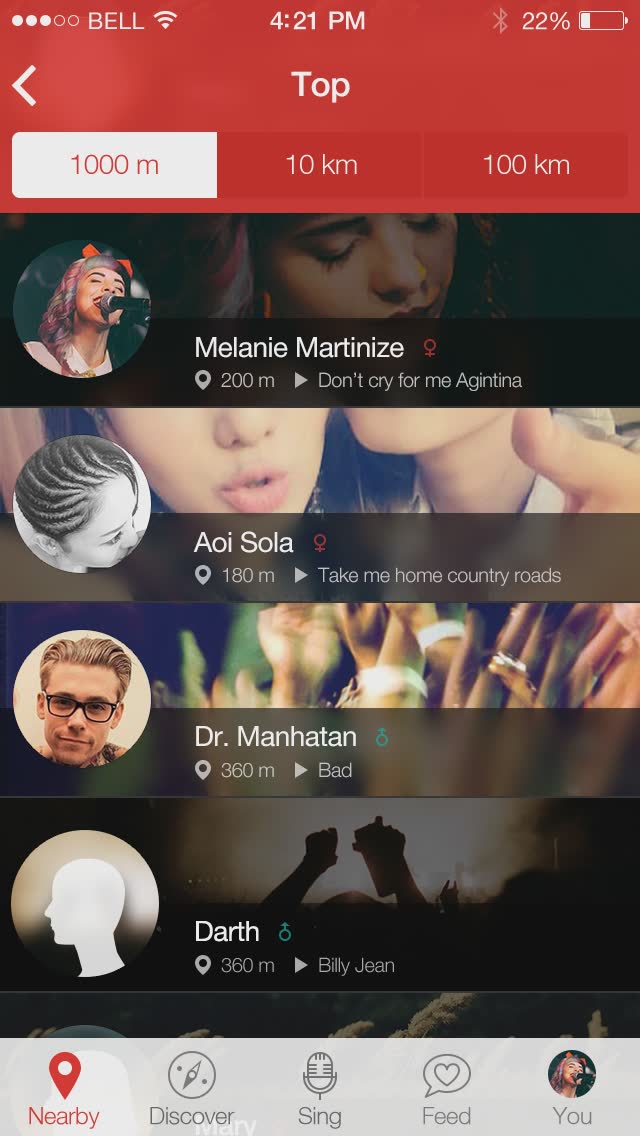 BELL 4:21 PM 22%
Top
1000 m 10 km 100 km
Melanie Martinize
200 m Don't cry for me Agintina
Aoi Sola
180 m Take me home country roads
Dr. Manhatan
360 m Bad
Darth
360 m Billy Jean
Mary
Nearby Discover Sing Feed You